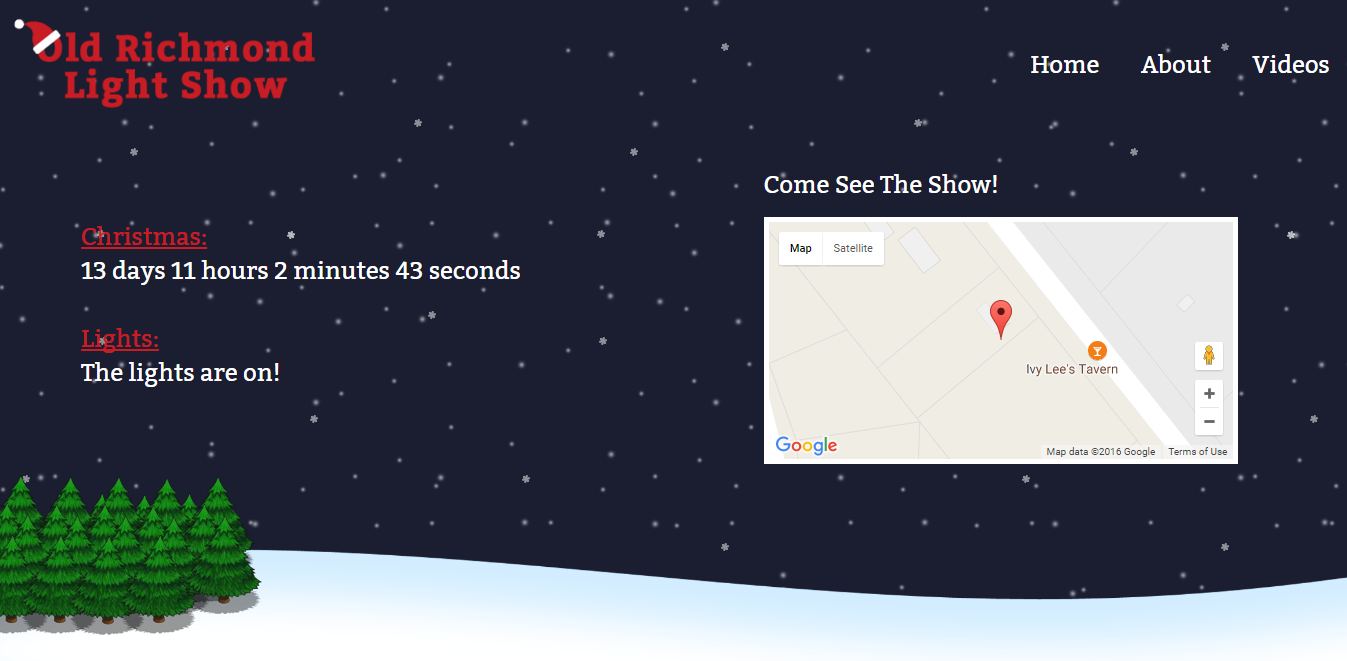 Old Richmond
Light Show
Home About Videos
Come See The Show!
Christmas:
13 days 11 hours 2 minutes 43 seconds
Lights:
The lights are on!
Map Satellite
Ivy Lee's Tavern
+
−
Google
Map data ©2016 Google Terms of Use